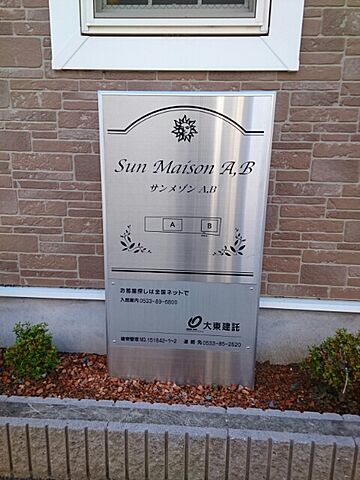 Sun Maison A,B
サンメゾン A,B
A B
お部屋探しは全国ネットで
入居案内 0533-89-6800
大東建託
建物管理NO.151842-1~2 連絡先 0533-85-2520